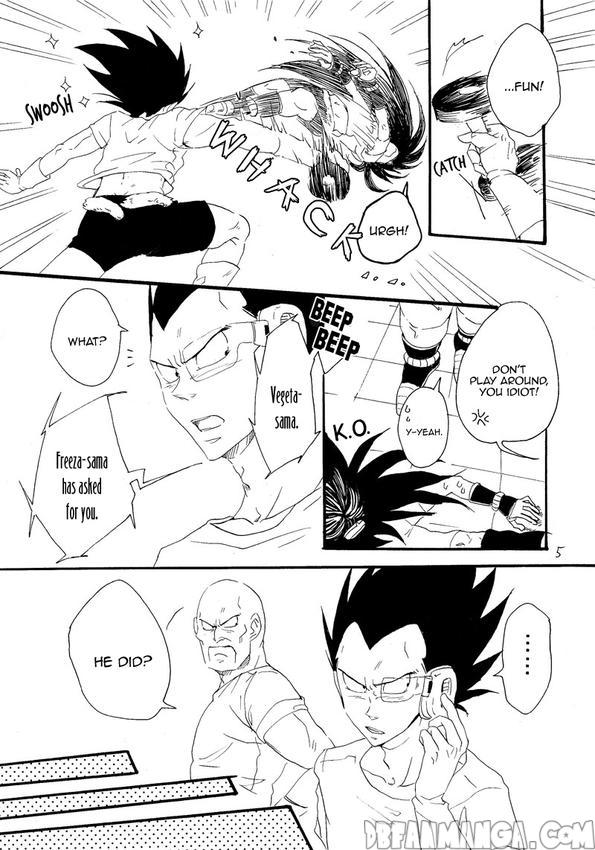 ...FUN!
CATCH
SWOOSH
WHACK
URGH!
DON'T
PLAY AROUND,
YOU IDIOT!
Y-YEAH.
K.O.
BEEP
BEEP
Vegeta-
sama.
WHAT?
Freeza-sama
has asked
for you.
5
......
HE DID?
DBFANMANGA.COM